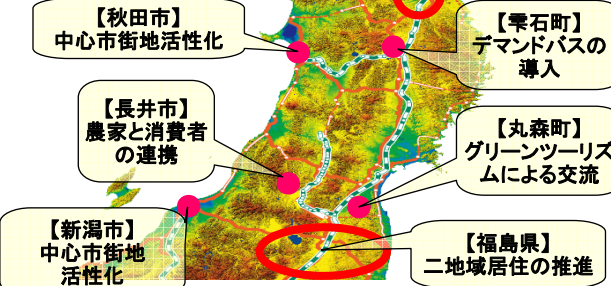 【秋田市】
中心市街地活性化
【雫石町】
デマンドバスの
導入
【長井市】
農家と消費者
の連携
【丸森町】
グリーンツーリズ
ムによる交流
【新潟市】
中心市街地
活性化
【福島県】
二地域居住の推進